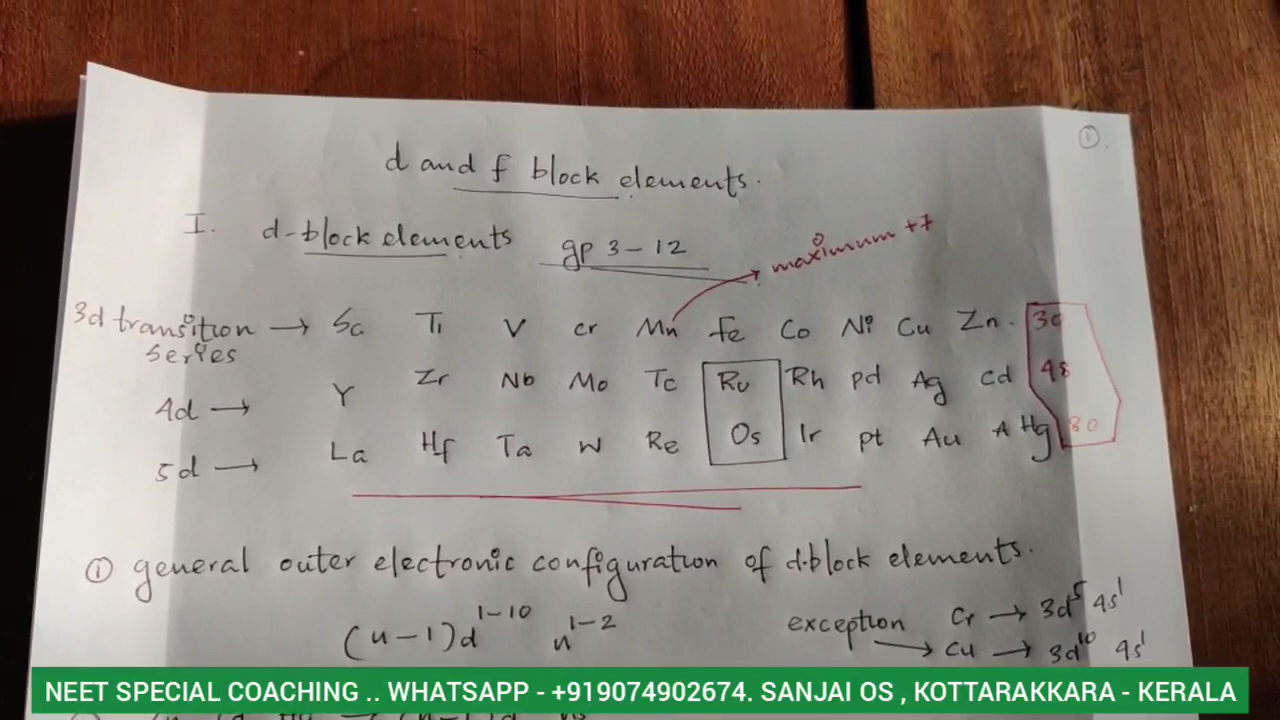 ①.
d and f block elements.
I. d-block elements gp 3-12
maximum +7
3d transition series → Sc Ti V cr Mn fe Co Ni Cu Zn. 30
4d → Y Zr Nb Mo Tc Ru Rh pd Ag cd 48
5d → La Hf Ta W Re Os Ir pt Au A Hg 80
① general outer electronic configuration of d-block elements.
(n-1)d¹⁻¹⁰ n¹⁻²
exception Cr → 3d⁵ 4s¹
→ Cu → 3d¹⁰ 4s¹
NEET SPECIAL COACHING .. WHATSAPP - +919074902674. SANJAI OS , KOTTARAKKARA - KERALA